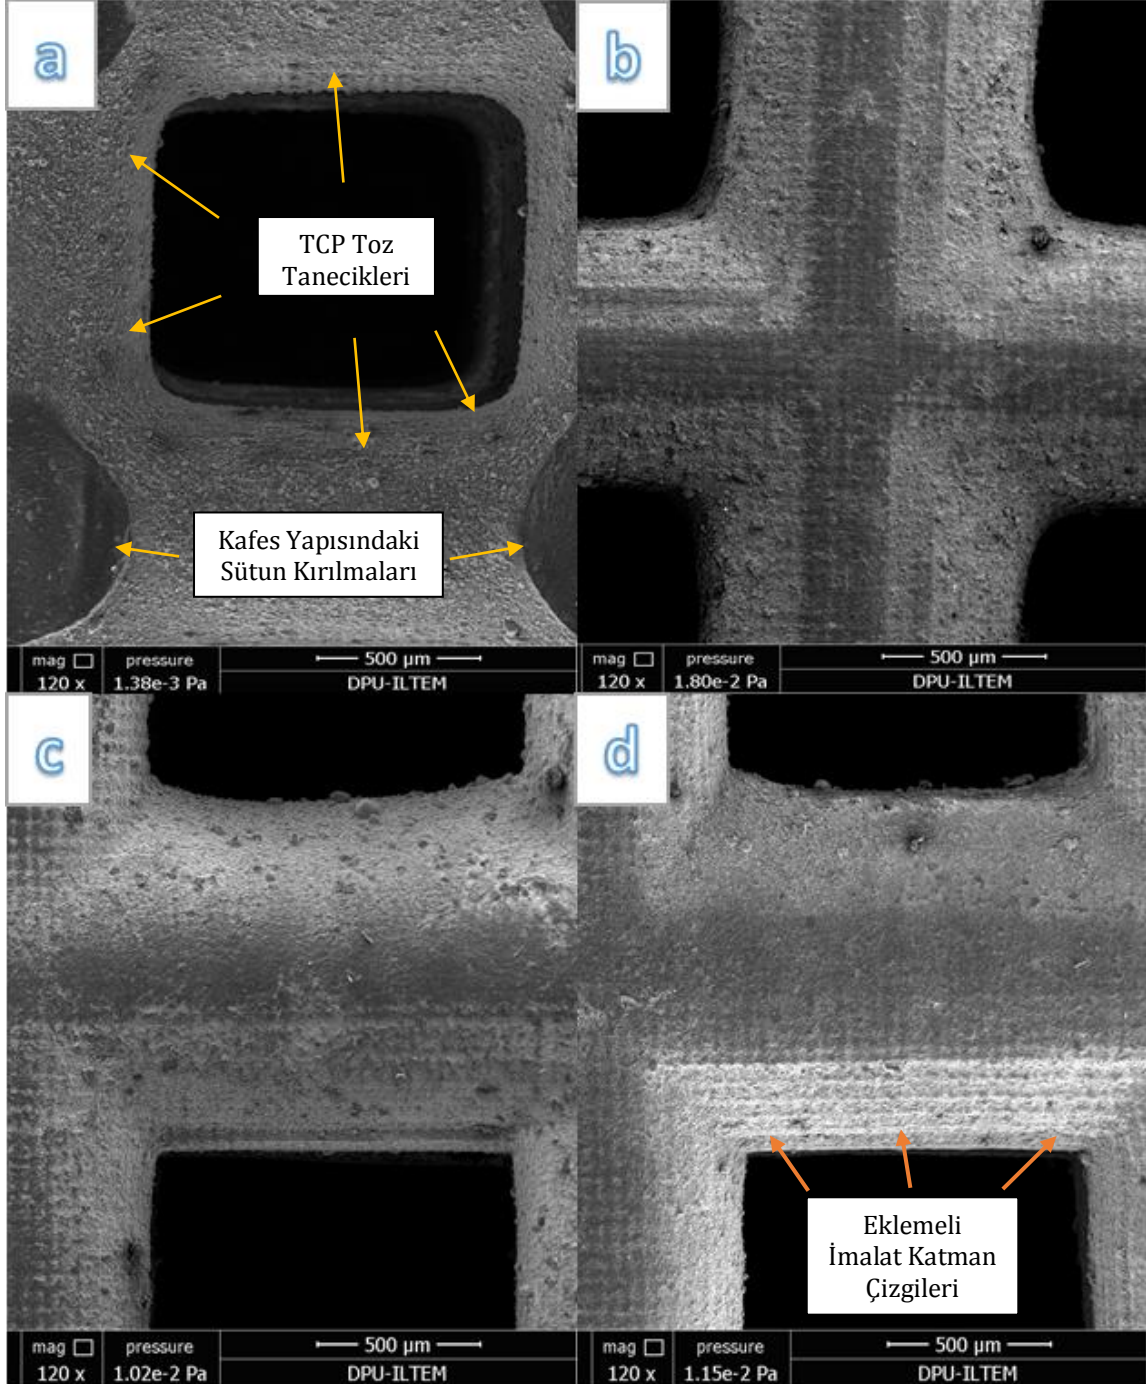 a
TCP Toz
Tanecikleri
Kafes Yapısındaki
Sütun Kırılmaları
mag
pressure
500 µm
120 x
1.38e-3 Pa
DPU-ILTEM
b
mag
pressure
500 µm
120 x
1.80e-2 Pa
DPU-ILTEM
c
mag
pressure
500 µm
120 x
1.02e-2 Pa
DPU-ILTEM
d
Eklemeli
İmalat Katman
Çizgileri
mag
pressure
500 µm
120 x
1.15e-2 Pa
DPU-ILTEM